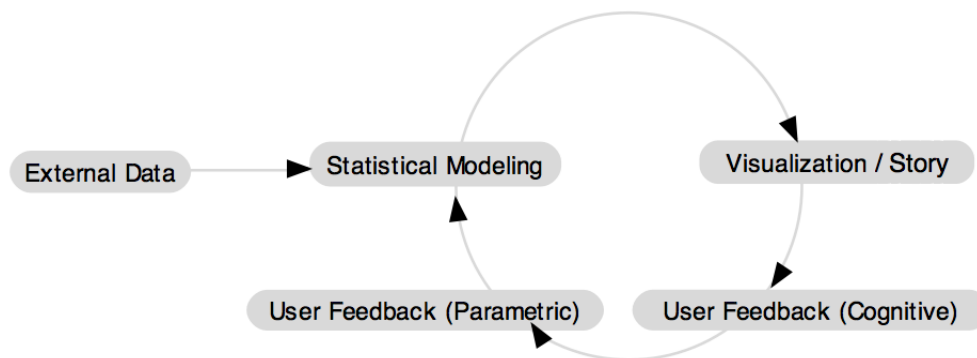 External Data
Statistical Modeling
Visualization / Story
User Feedback (Parametric)
User Feedback (Cognitive)